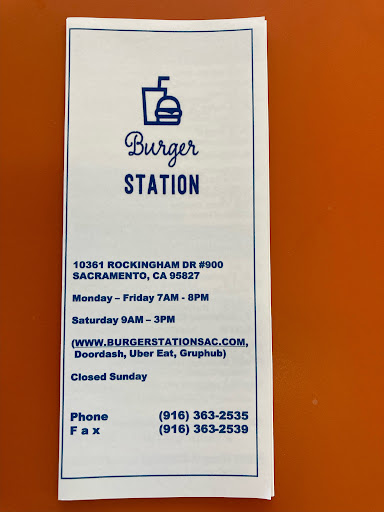 Burger
STATION
10361 ROCKINGHAM DR #900
SACRAMENTO, CA 95827
Monday – Friday 7AM - 8PM
Saturday 9AM – 3PM
(WWW.BURGERSTATIONSAC.COM,
Doordash, Uber Eat, Gruphub)
Closed Sunday
Phone (916) 363-2535
Fax (916) 363-2539